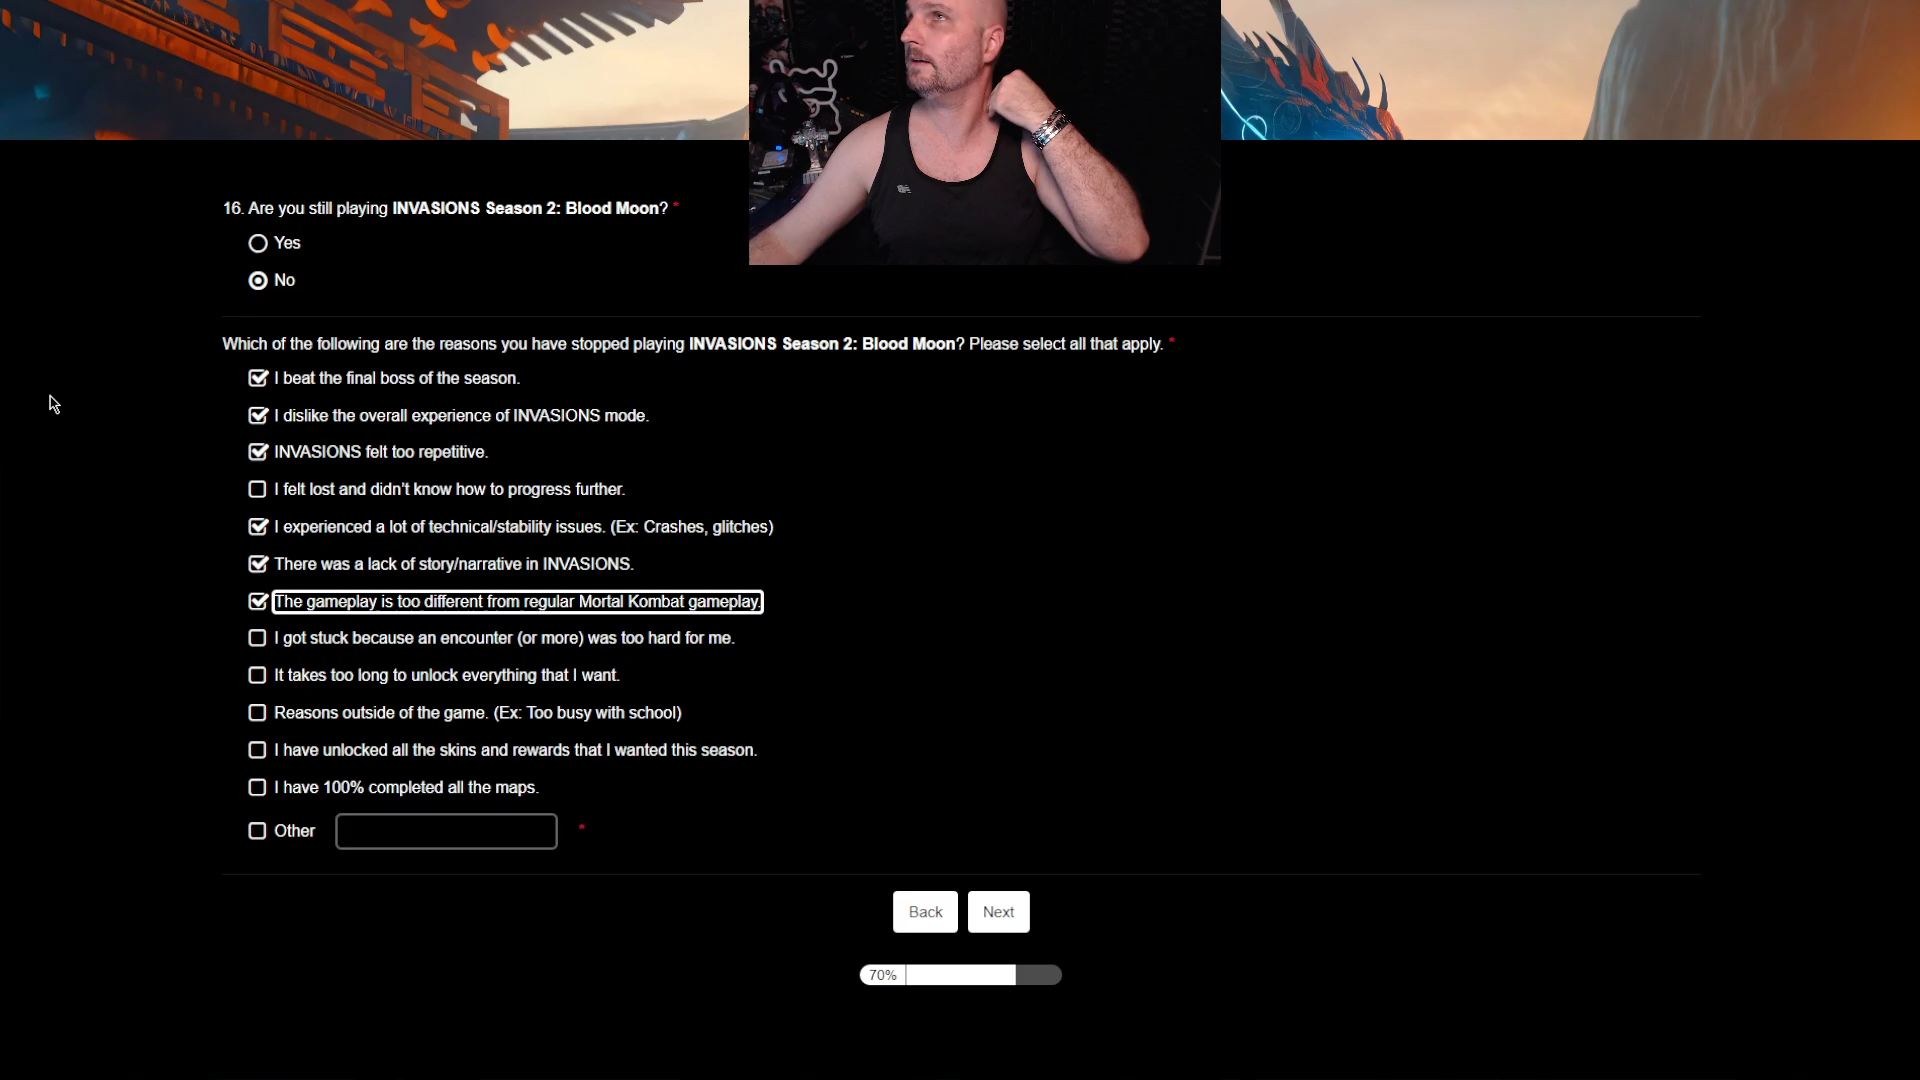 16. Are you still playing INVASIONS Season 2: Blood Moon? *
Yes
No
Which of the following are the reasons you have stopped playing INVASIONS Season 2: Blood Moon? Please select all that apply. *
I beat the final boss of the season.
I dislike the overall experience of INVASIONS mode.
INVASIONS felt too repetitive.
I felt lost and didn't know how to progress further.
I experienced a lot of technical/stability issues. (Ex: Crashes, glitches)
There was a lack of story/narrative in INVASIONS.
The gameplay is too different from regular Mortal Kombat gameplay.
I got stuck because an encounter (or more) was too hard for me.
It takes too long to unlock everything that I want.
Reasons outside of the game. (Ex: Too busy with school)
I have unlocked all the skins and rewards that I wanted this season.
I have 100% completed all the maps.
Other *
Back Next
70%